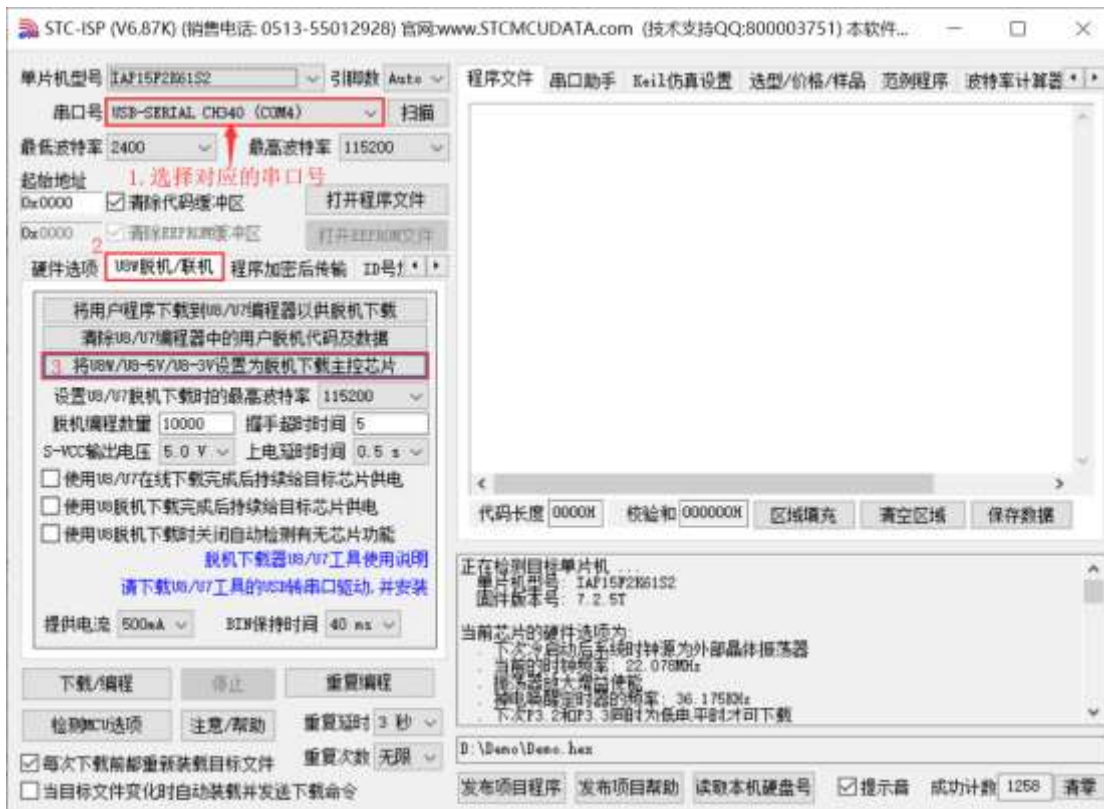 STC-ISP (V6.87K) (销售电话: 0513-55012928) 官网:www.STCMCUDATA.com (技术支持QQ:800003751) 本软件...
单片机型号 IAP15F2K61S2 引脚数 Auto
串口号 USB-SERIAL CH340 (COM4) 扫描
最低波特率 2400 最高波特率 115200
1.选择对应的串口号
起始地址
0x0000 清除代码缓冲区 打开程序文件
0x0000 清除EEPROM缓冲区 打开EEPROM文件
2
硬件选项 U8W脱机/联机 程序加密后传输
将用户程序下载到U8/U7编程器以供脱机下载
清除U8/U7编程器中的用户脱机代码及数据
3 将U8W/U8-5V/U8-3V设置为脱机下载主控芯片
设置U8/U7脱机下载时的最高波特率 115200
脱机编程数量 10000 握手超时时间 5
S-VCC输出电压 5.0 V 上电延时时间 0.5 s
使用U8/U7在线下载完成后持续给目标芯片供电
使用U8脱机下载完成后持续给目标芯片供电
使用U8脱机下载时关闭自动检测有无芯片功能
脱机下载器U8/U7工具使用说明
请下载U8/U7工具的USB转串口驱动,并安装
提供电流 500mA BIN保持时间 40 ms
下载/编程 停止 重复编程
检测MCU选项 注意/帮助 重复延时 3 秒
重复次数 无限
每次下载前都重新装载目标文件
当目标文件变化时自动装载并发送下载命令
程序文件 串口助手 Keil仿真设置 选型/价格/样品 范例程序 波特率计算器
代码长度 0000H 校验和 000000H 区域填充 清空区域 保存数据
正在检测目标单片机 ...
单片机型号: IAP15F2K61S2
固件版本号: 7.2.5T
当前芯片的硬件选项为:
. 下次冷启动后系统时钟源为外部晶体振荡器
. 当前的时钟频率: 22.078MHz
. 振荡器的大增益使能
. 掉电唤醒定时器的频率: 36.175KHz
. 下次P3.2和P3.3同时为低电平时才可下载
D:\Demo\Demo.hex
发布项目程序 发布项目帮助 读取本机硬盘号 提示音 成功计数 1258 清零